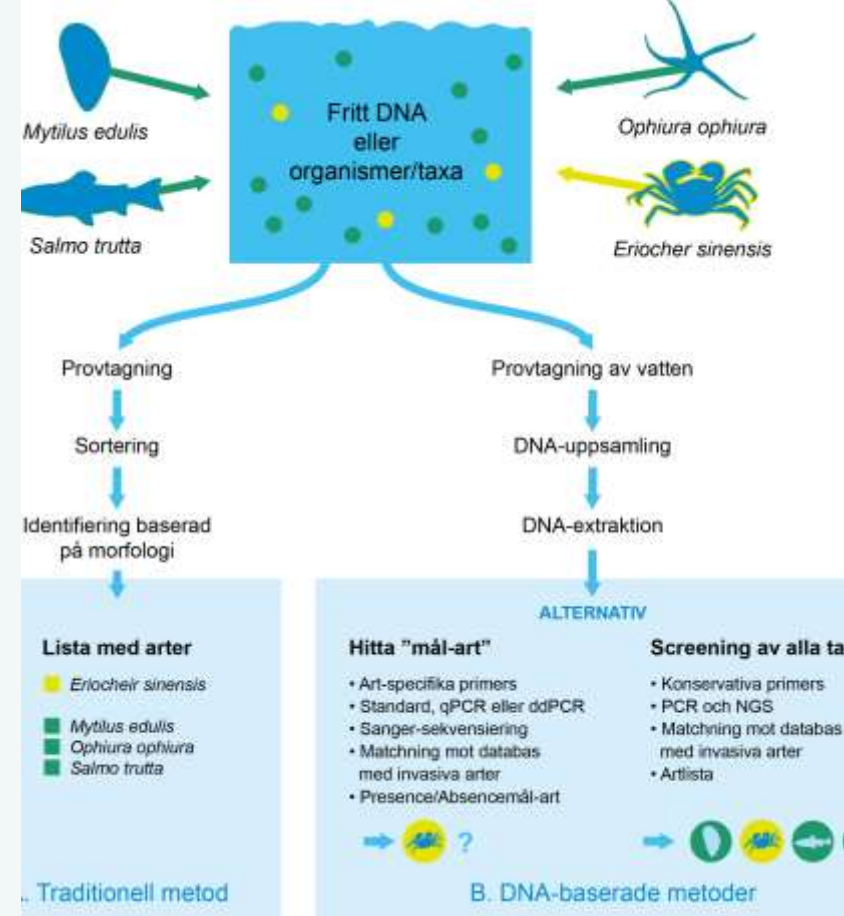 Mytilus edulis
Salmo trutta
Fritt DNA
eller
organismer/taxa
Ophiura ophiura
Eriocher sinensis
Provtagning
Sortering
Identifiering baserad
på morfologi
Provtagning av vatten
DNA-uppsamling
DNA-extraktion
Lista med arter
Eriocheir sinensis
Mytilus edulis
Ophiura ophiura
Salmo trutta
. Traditionell metod
ALTERNATIV
Hitta ”mål-art”
• Art-specifika primers
• Standard, qPCR eller ddPCR
• Sanger-sekvensiering
• Matchning mot databas
med invasiva arter
• Presence/Absencemål-art
?
Screening av alla
• Konservativa primers
• PCR och NGS
• Matchning mot databas
med invasiva arter
• Artlista
B. DNA-baserade metoder